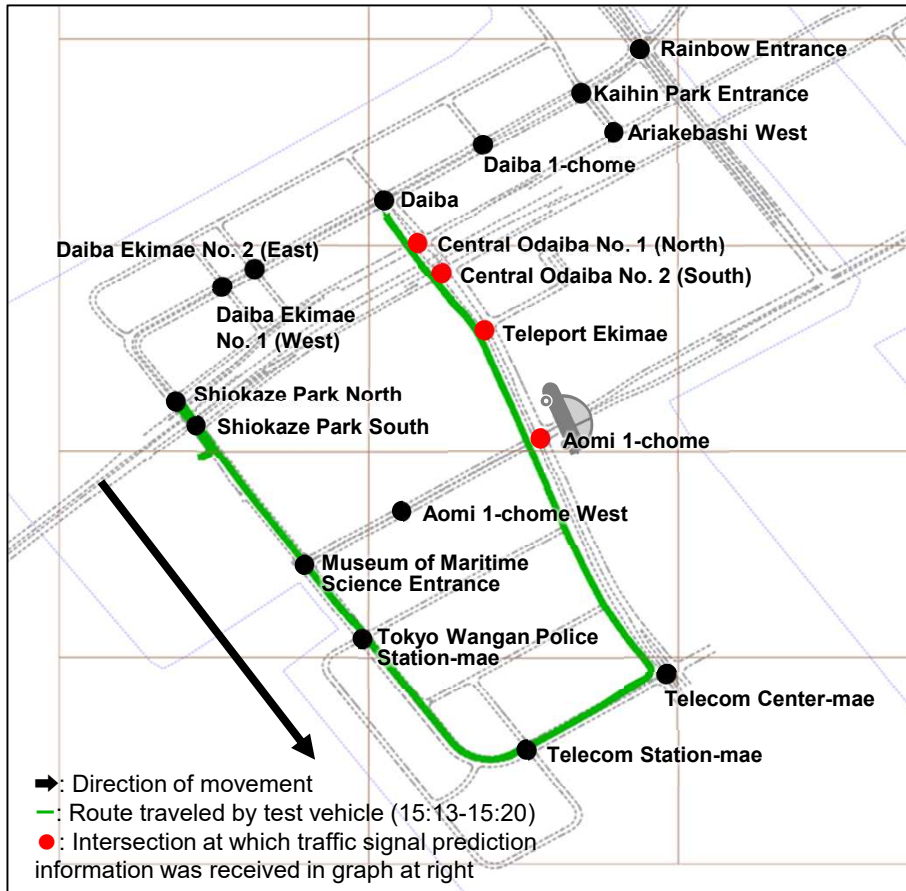 Rainbow Entrance
Kaihin Park Entrance
Ariakebashi West
Daiba 1-chome
Daiba
Central Odaiba No. 1 (North)
Daiba Ekimae No. 2 (East)
Central Odaiba No. 2 (South)
Daiba Ekimae
No. 1 (West)
Teleport Ekimae
Shiokaze Park North
Shiokaze Park South
Aomi 1-chome
Aomi 1-chome West
Museum of Maritime
Science Entrance
Tokyo Wangan Police
Station-mae
Telecom Center-mae
Telecom Station-mae
: Direction of movement
: Route traveled by test vehicle (15:13-15:20)
: Intersection at which traffic signal prediction
information was received in graph at right